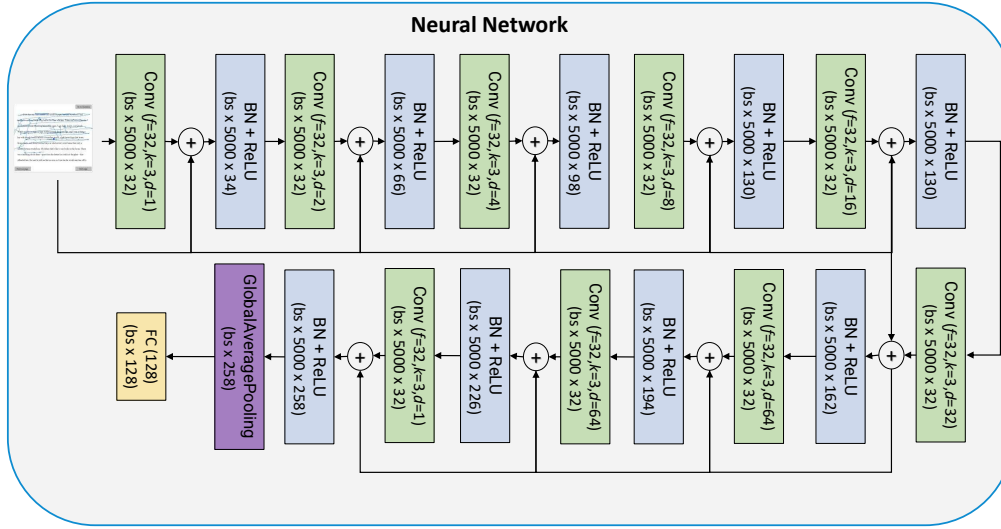 Neural Network
Conv (f=32,k=3,d=1)
(bs x 5000 x 32)
+
BN + ReLU
(bs x 5000 x 34)
Conv (f=32,k=3,d=2)
(bs x 5000 x 32)
+
BN + ReLU
(bs x 5000 x 66)
Conv (f=32,k=3,d=4)
(bs x 5000 x 32)
+
BN + ReLU
(bs x 5000 x 98)
Conv (f=32,k=3,d=8)
(bs x 5000 x 32)
+
BN + ReLU
(bs x 5000 x 130)
Conv (f=32,k=3,d=16)
(bs x 5000 x 32)
+
BN + ReLU
(bs x 5000 x 130)
Conv (f=32,k=3,d=32)
(bs x 5000 x 32)
+
BN + ReLU
(bs x 5000 x 162)
Conv (f=32,k=3,d=64)
(bs x 5000 x 32)
+
BN + ReLU
(bs x 5000 x 194)
Conv (f=32,k=3,d=64)
(bs x 5000 x 32)
+
BN + ReLU
(bs x 5000 x 226)
Conv (f=32,k=3,d=1)
(bs x 5000 x 32)
+
BN + ReLU
(bs x 5000 x 258)
GlobalAveragePooling
(bs x 258)
FC (128)
(bs x 128)